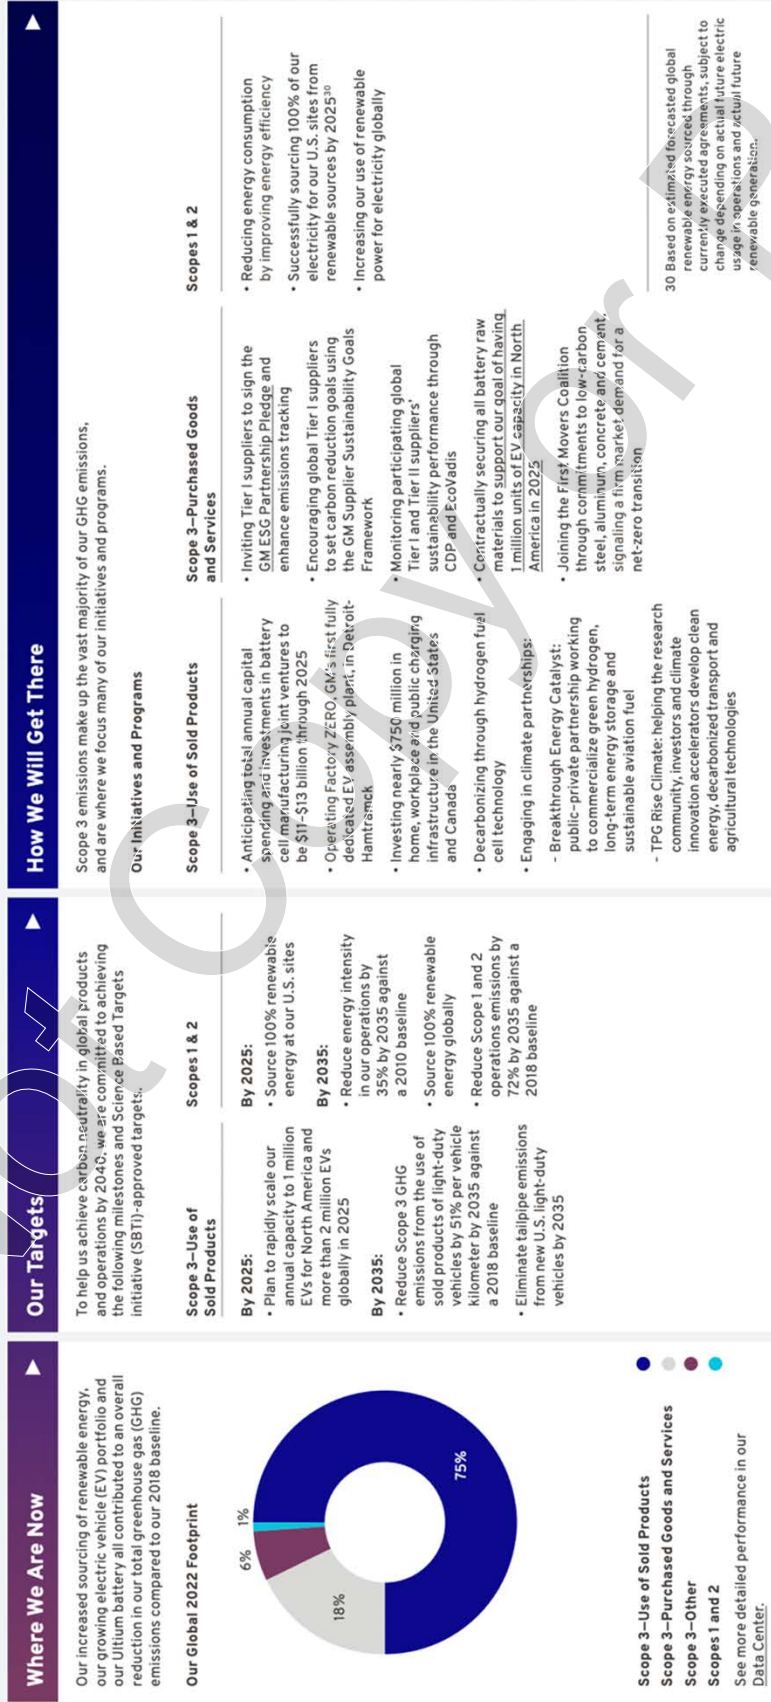 Where We Are Now
Our increased sourcing of renewable energy,
our growing electric vehicle (EV) portfolio and
our Ultium battery all contributed to an overall
reduction in our total greenhouse gas (GHG)
emissions compared to our 2018 baseline.
Our Global 2022 Footprint
1%
6%
18%
75%
Scope 3–Use of Sold Products
Scope 3–Purchased Goods and Services
Scope 3–Other
Scopes 1 and 2
See more detailed performance in our
Data Center.
Our Targets
To help us achieve carbon neutrality in global products
and operations by 2040, we are committed to achieving
the following milestones and Science Based Targets
initiative (SBTi)-approved targets.
Scope 3–Use of
Sold Products
By 2025:
• Plan to rapidly scale our
annual capacity to 1 million
EVs for North America and
more than 2 million EVs
globally in 2025
By 2035:
• Reduce Scope 3 GHG
emissions from the use of
sold products of light-duty
vehicles by 51% per vehicle
kilometer by 2035 against
a 2018 baseline
• Eliminate tailpipe emissions
from new U.S. light-duty
vehicles by 2035
Scopes 1 & 2
By 2025:
• Source 100% renewable
energy at our U.S. sites
By 2035:
• Reduce energy intensity
in our operations by
35% by 2035 against
a 2010 baseline
• Source 100% renewable
energy globally
• Reduce Scope 1 and 2
operations emissions by
72% by 2035 against a
2018 baseline
How We Will Get There
Scope 3 emissions make up the vast majority of our GHG emissions,
and are where we focus many of our initiatives and programs.
Our Initiatives and Programs
Scope 3–Use of Sold Products
• Anticipating total annual capital
spending and investments in battery
cell manufacturing joint ventures to
be $11–$13 billion through 2025
• Operating Factory ZERO, GM's first fully
dedicated EV assembly plant, in Detroit-
Hamtramck
• Investing nearly $750 million in
home, workplace and public charging
infrastructure in the United States
and Canada
• Decarbonizing through hydrogen fuel
cell technology
• Engaging in climate partnerships:
– Breakthrough Energy Catalyst:
public–private partnership working
to commercialize green hydrogen,
long-term energy storage and
sustainable aviation fuel
– TPG Rise Climate: helping the research
community, investors and climate
innovation accelerators develop clean
energy, decarbonized transport and
agricultural technologies
Scope 3–Purchased Goods
and Services
• Inviting Tier I suppliers to sign the
GM ESG Partnership Pledge and
enhance emissions tracking
• Encouraging global Tier I suppliers
to set carbon reduction goals using
the GM Supplier Sustainability Goals
Framework
• Monitoring participating global
Tier I and Tier II suppliers'
sustainability performance through
CDP and EcoVadis
• Contractually securing all battery raw
materials to support our goal of having
1 million units of EV capacity in North
America in 2025
• Joining the First Movers Coalition
through commitments to low-carbon
steel, aluminum, concrete and cement,
signaling a firm market demand for a
net-zero transition
Scopes 1 & 2
• Reducing energy consumption
by improving energy efficiency
• Successfully sourcing 100% of our
electricity for our U.S. sites from
renewable sources by 2025³⁰
• Increasing our use of renewable
power for electricity globally
30 Based on estimated forecasted global
renewable energy sourced through
currently executed agreements, subject to
change depending on actual future electric
usage in operations and actual future
renewable generation.
ot Copy or P